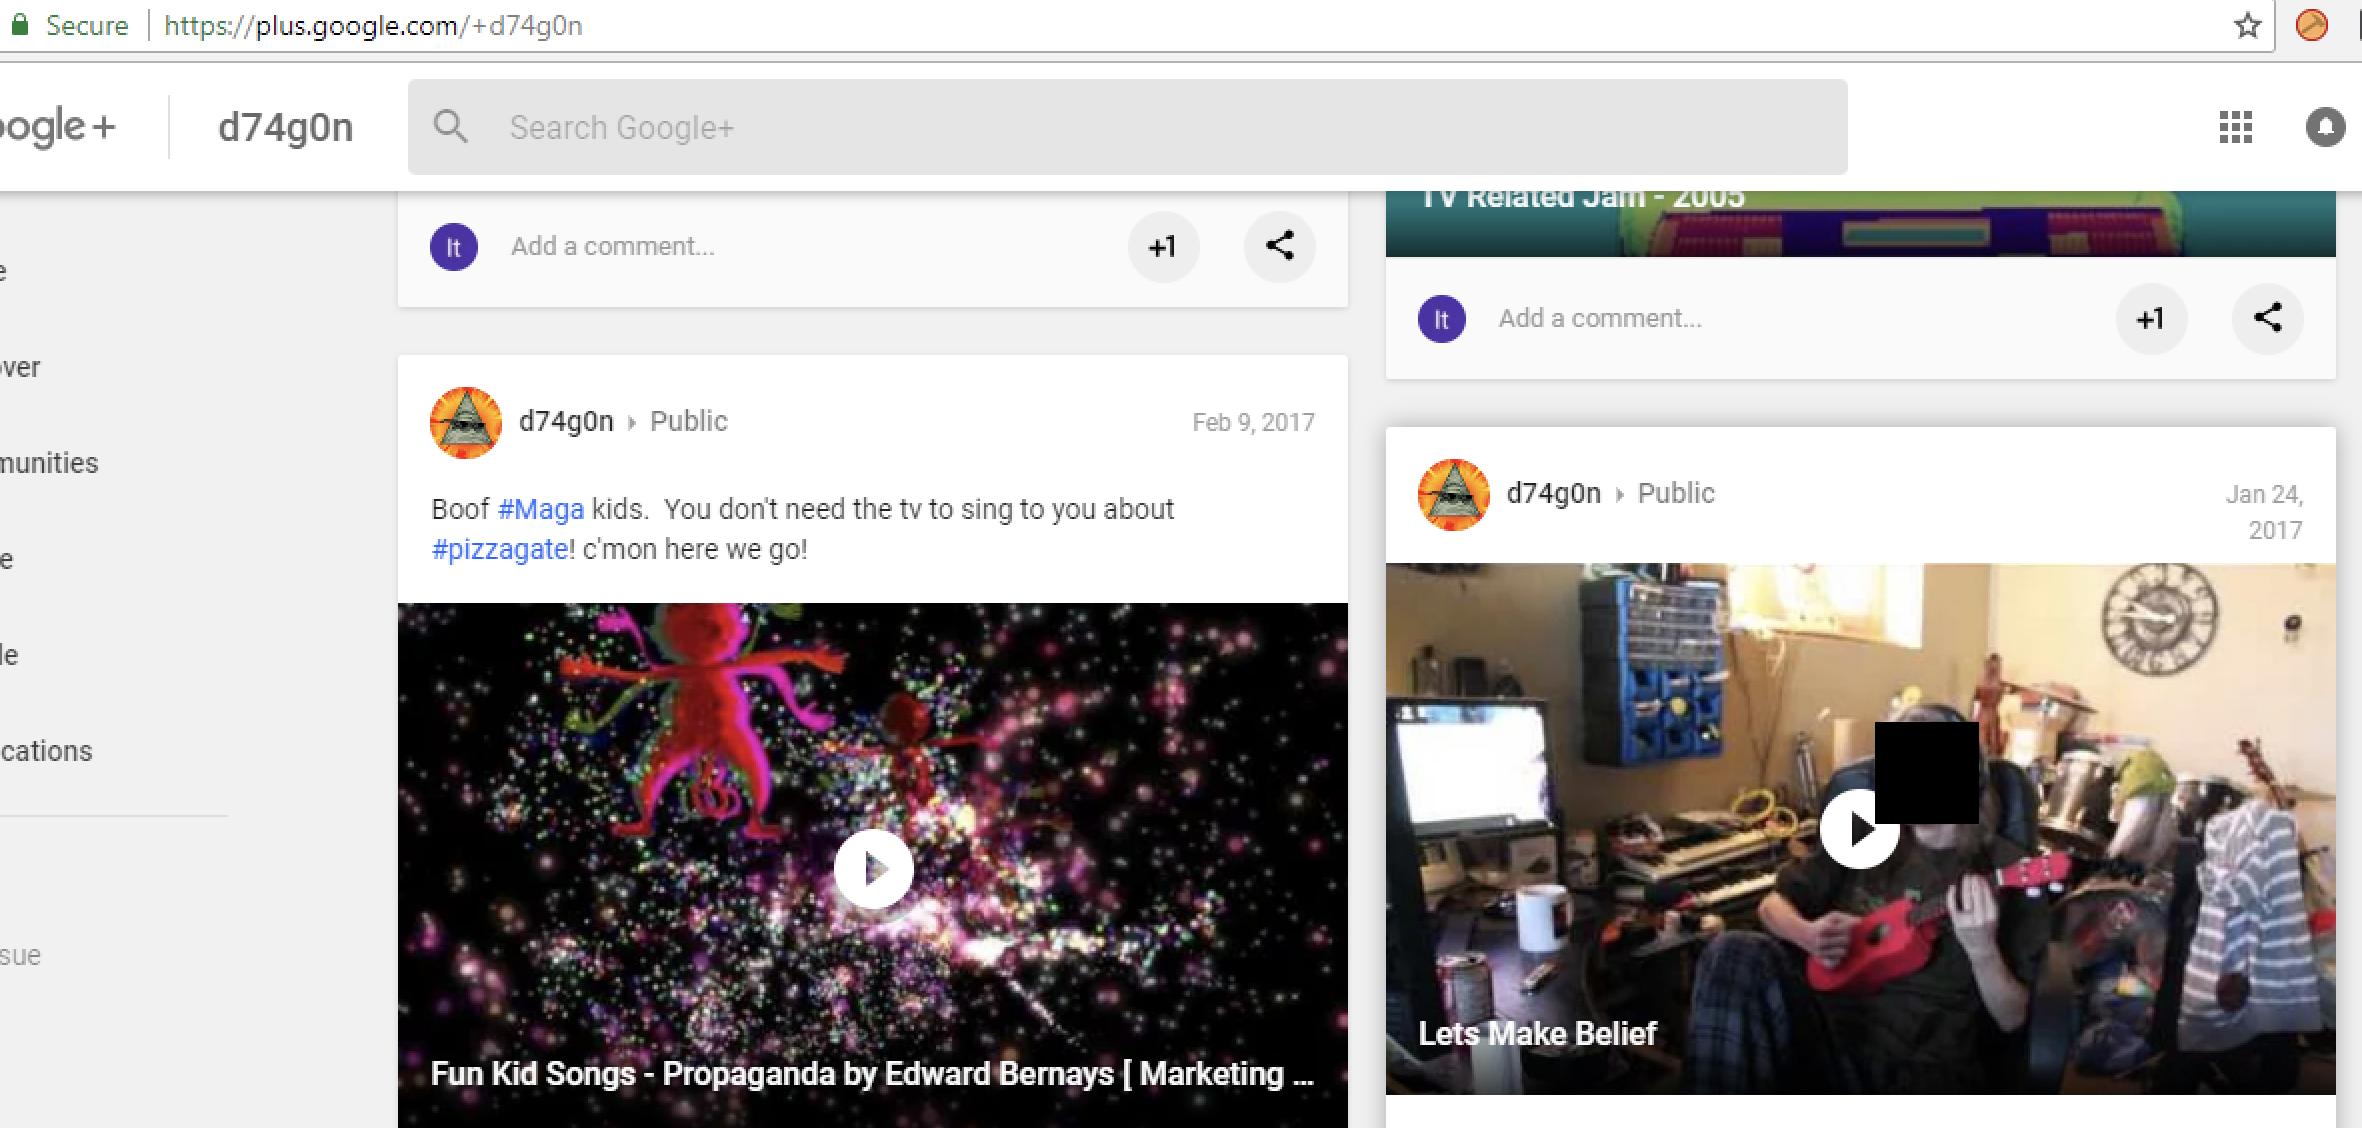 Secure https://plus.google.com/+d74g0n
oogle+ d74g0n Search Google+
TV Related Jam - 2005
It Add a comment... +1
It Add a comment... +1
over
munities
cations
sue
d74g0n Public Feb 9, 2017
Boof #Maga kids. You don't need the tv to sing to you about
#pizzagate! c'mon here we go!
Fun Kid Songs - Propaganda by Edward Bernays [ Marketing ...
d74g0n Public Jan 24,
2017
Lets Make Belief